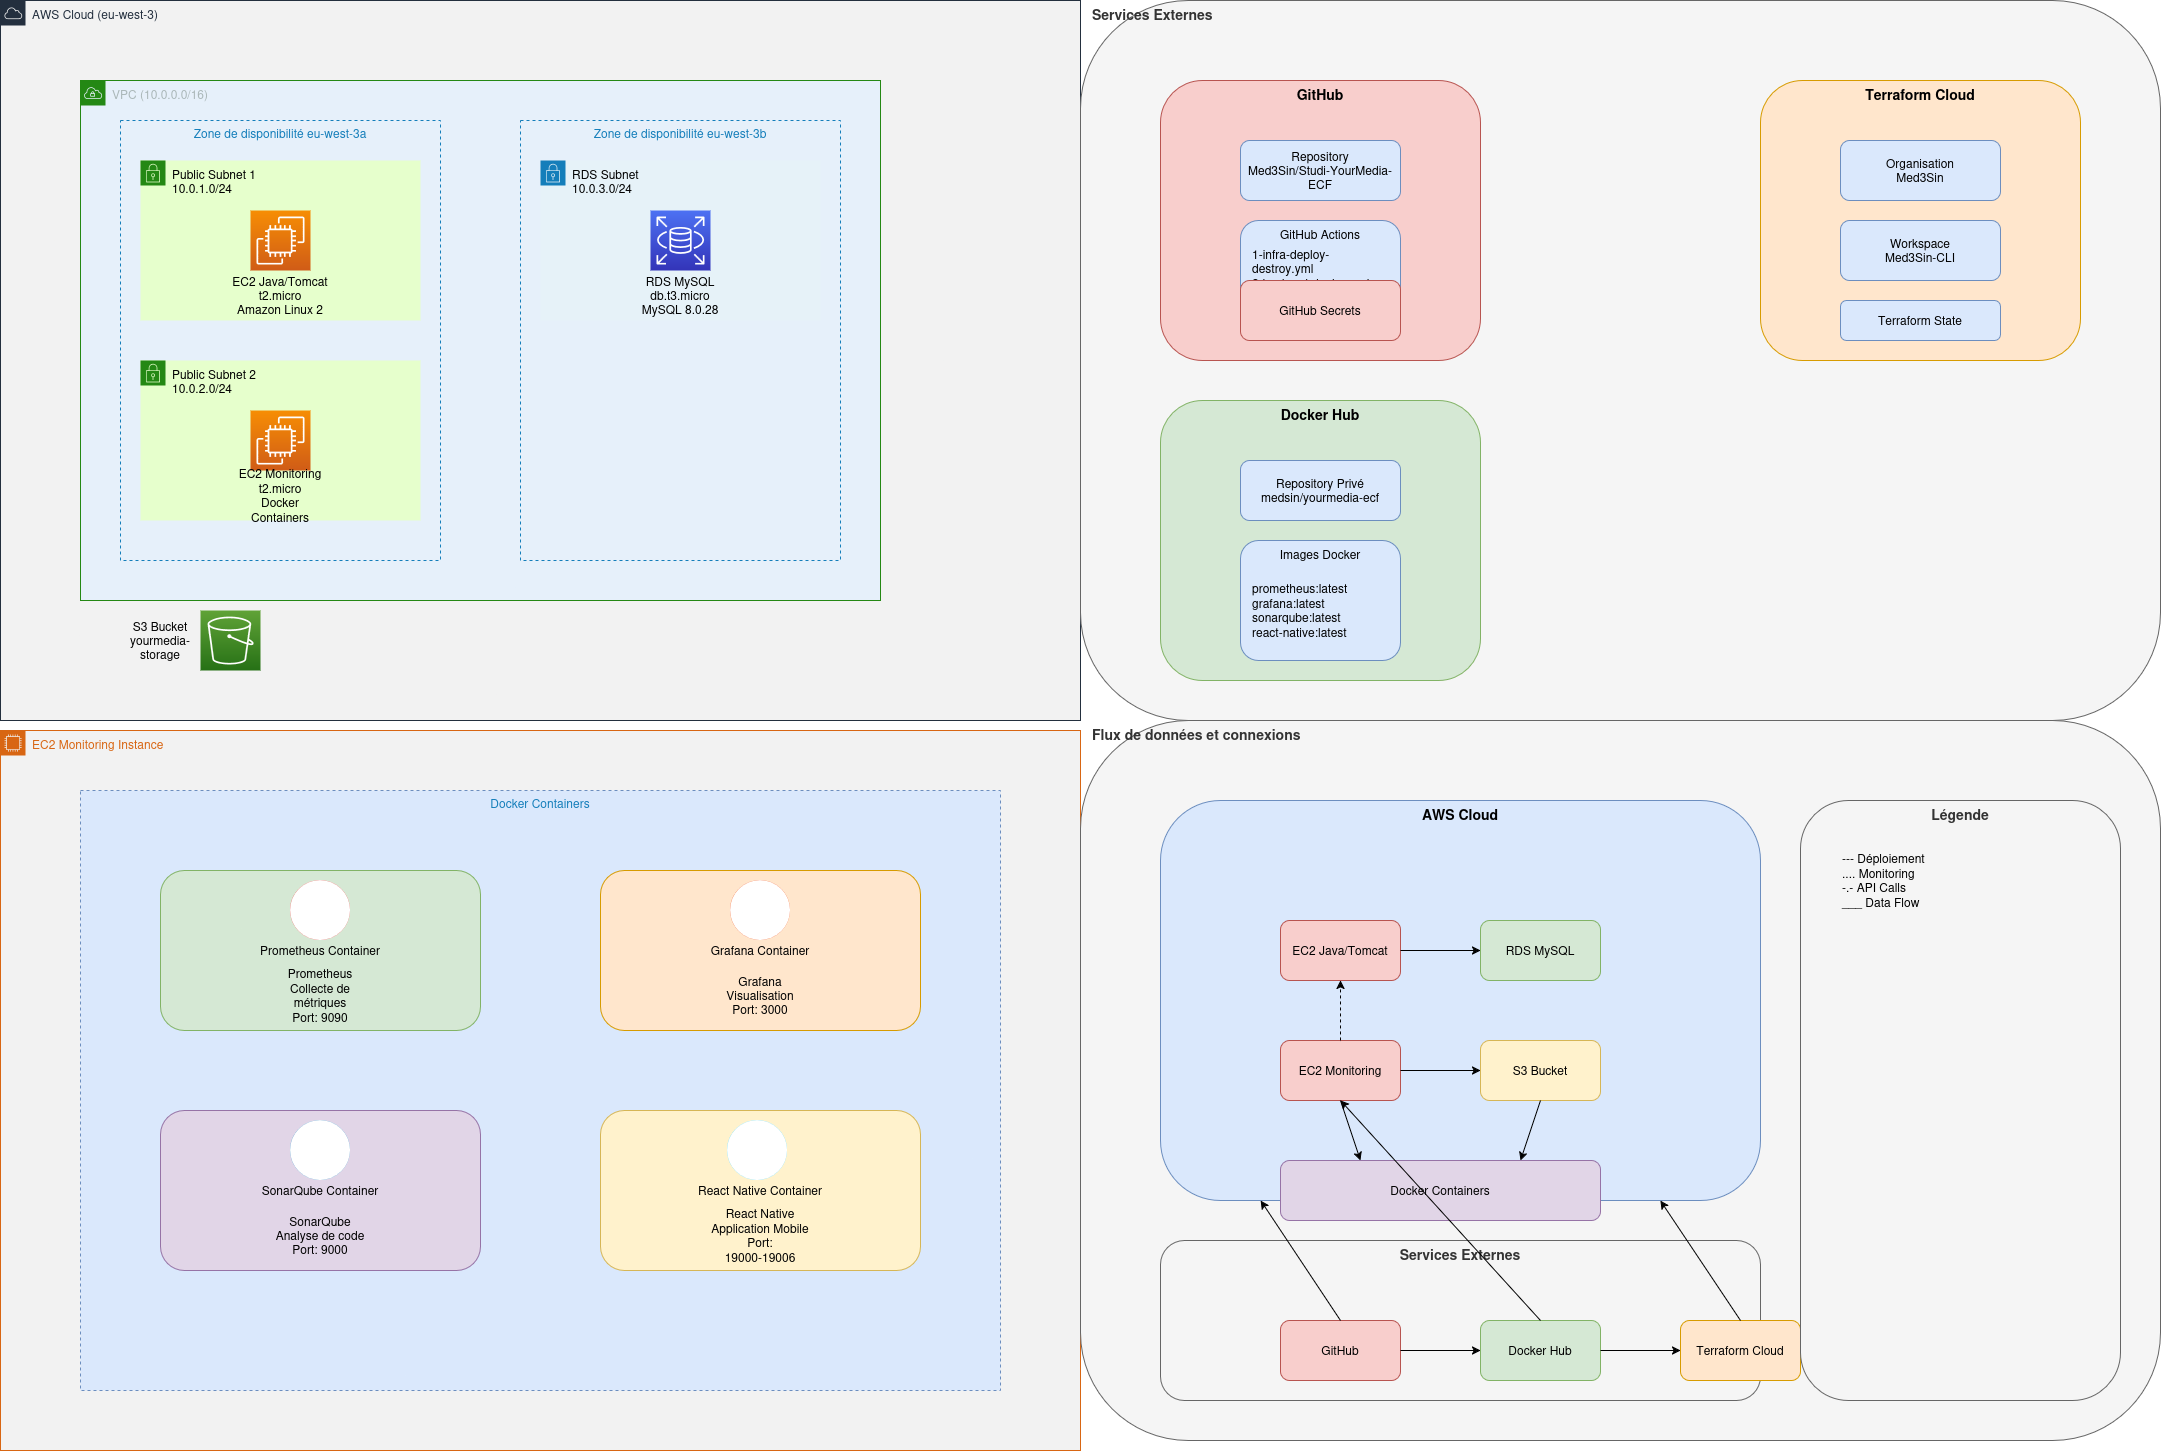 AWS Cloud (eu-west-3)
VPC (10.0.0.0/16)
Zone de disponibilité eu-west-3a
Public Subnet 1
10.0.1.0/24
EC2 Java/Tomcat
t2.micro
Amazon Linux 2
Public Subnet 2
10.0.2.0/24
EC2 Monitoring
t2.micro
Docker
Containers
Zone de disponibilité eu-west-3b
RDS Subnet
10.0.3.0/24
RDS MySQL
db.t3.micro
MySQL 8.0.28
S3 Bucket
yourmedia-
storage
Services Externes
GitHub
Repository
Med3Sin/Studi-YourMedia-
ECF
GitHub Actions
1-infra-deploy-
destroy.yml
GitHub Secrets
Terraform Cloud
Organisation
Med3Sin
Workspace
Med3Sin-CLI
Terraform State
Docker Hub
Repository Privé
medsin/yourmedia-ecf
Images Docker
prometheus:latest
grafana:latest
sonarqube:latest
react-native:latest
EC2 Monitoring Instance
Docker Containers
Prometheus Container
Prometheus
Collecte de
métriques
Port: 9090
Grafana Container
Grafana
Visualisation
Port: 3000
SonarQube Container
SonarQube
Analyse de code
Port: 9000
React Native Container
React Native
Application Mobile
Port:
19000-19006
Flux de données et connexions
AWS Cloud
EC2 Java/Tomcat
RDS MySQL
EC2 Monitoring
S3 Bucket
Docker Containers
Services Externes
GitHub
Docker Hub
Terraform Cloud
Légende
--- Déploiement
.... Monitoring
-.- API Calls
___ Data Flow